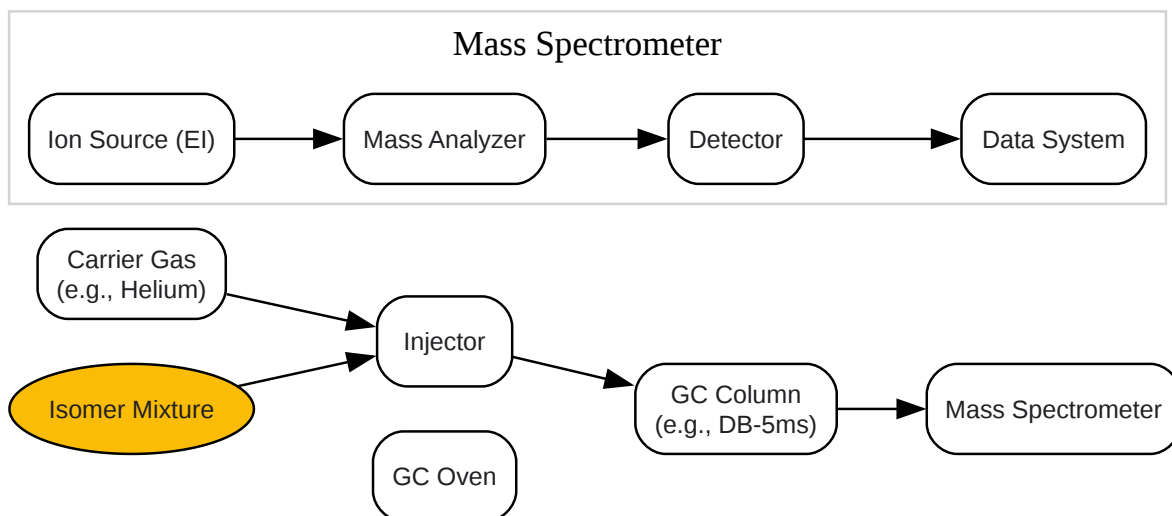 Mass Spectrometer
Ion Source (EI)
Mass Analyzer
Detector
Data System
Carrier Gas
(e.g., Helium)
Injector
Isomer Mixture
GC Column
(e.g., DB-5ms)
Mass Spectrometer
GC Oven